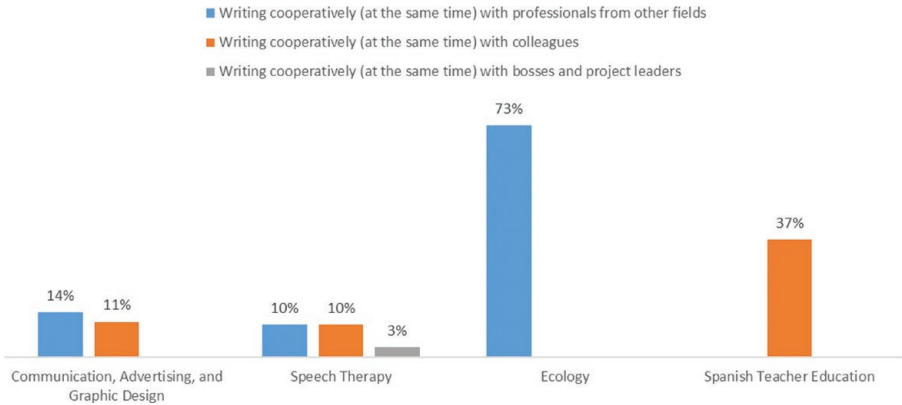 Writing cooperatively (at the same time) with professionals from other fields
Writing cooperatively (at the same time) with colleagues
Writing cooperatively (at the same time) with bosses and project leaders
73%
37%
14%
11%
10%
10%
3%
Communication, Advertising, and
Graphic Design
Speech Therapy
Ecology
Spanish Teacher Education